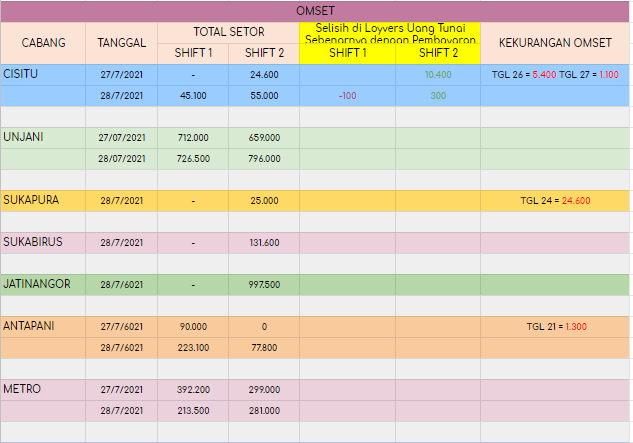 OMSET
CABANG TANGGAL TOTAL SETOR Selisih di Loyvers Uang Tunai Sebenarnya dengan Pembayaran KEKURANGAN OMSET
SHIFT 1 SHIFT 2 SHIFT 1 SHIFT 2
CISITU 27/7/2021 - 24.600 10.400 TGL 26 = 5.400 TGL 27 = 1.100
28/7/2021 45.100 55.000 -100 300
UNJANI 27/07/2021 712.000 659.000
28/07/2021 726.500 796.000
SUKAPURA 28/7/2021 - 25.000 TGL 24 = 24.600
SUKABIRUS 28/7/2021 - 131.600
JATINANGOR 28/7/6021 - 997.500
ANTAPANI 27/7/6021 90.000 0 TGL 21 = 1.300
28/7/6021 223.100 77.800
METRO 27/7/2021 392.200 299.000
28/7/2021 213.500 281.000